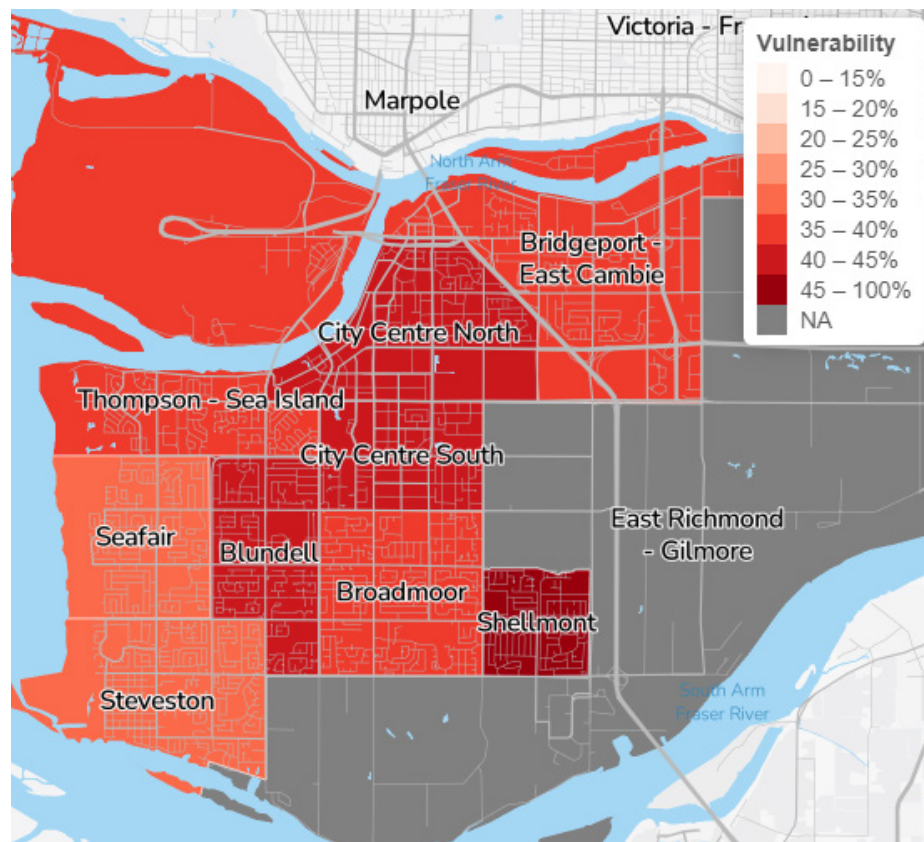 Victoria - Fr
Vulnerability
0 – 15%
15 – 20%
20 – 25%
25 – 30%
30 – 35%
35 – 40%
40 – 45%
45 – 100%
NA
Marpole
North Arm
Fraser River
Bridgeport -
East Cambie
City Centre North
Thompson - Sea Island
City Centre South
Seafair
Blundell
East Richmond
- Gilmore
Broadmoor
Shellmont
Steveston
South Arm
Fraser River